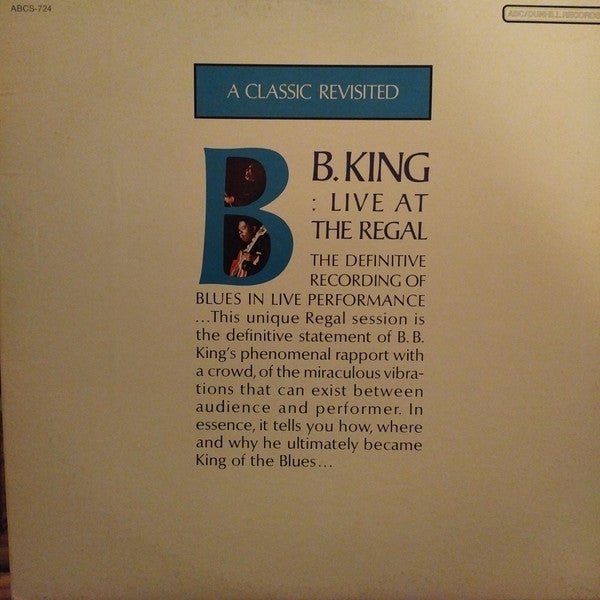 ABCS-724
ABC/DUNHILL RECORDS
A CLASSIC REVISITED
B B. KING
: LIVE AT
THE REGAL
THE DEFINITIVE
RECORDING OF
BLUES IN LIVE PERFORMANCE
...This unique Regal session is
the definitive statement of B. B.
King's phenomenal rapport with
a crowd, of the miraculous vibra-
tions that can exist between
audience and performer. In
essence, it tells you how, where
and why he ultimately became
King of the Blues...